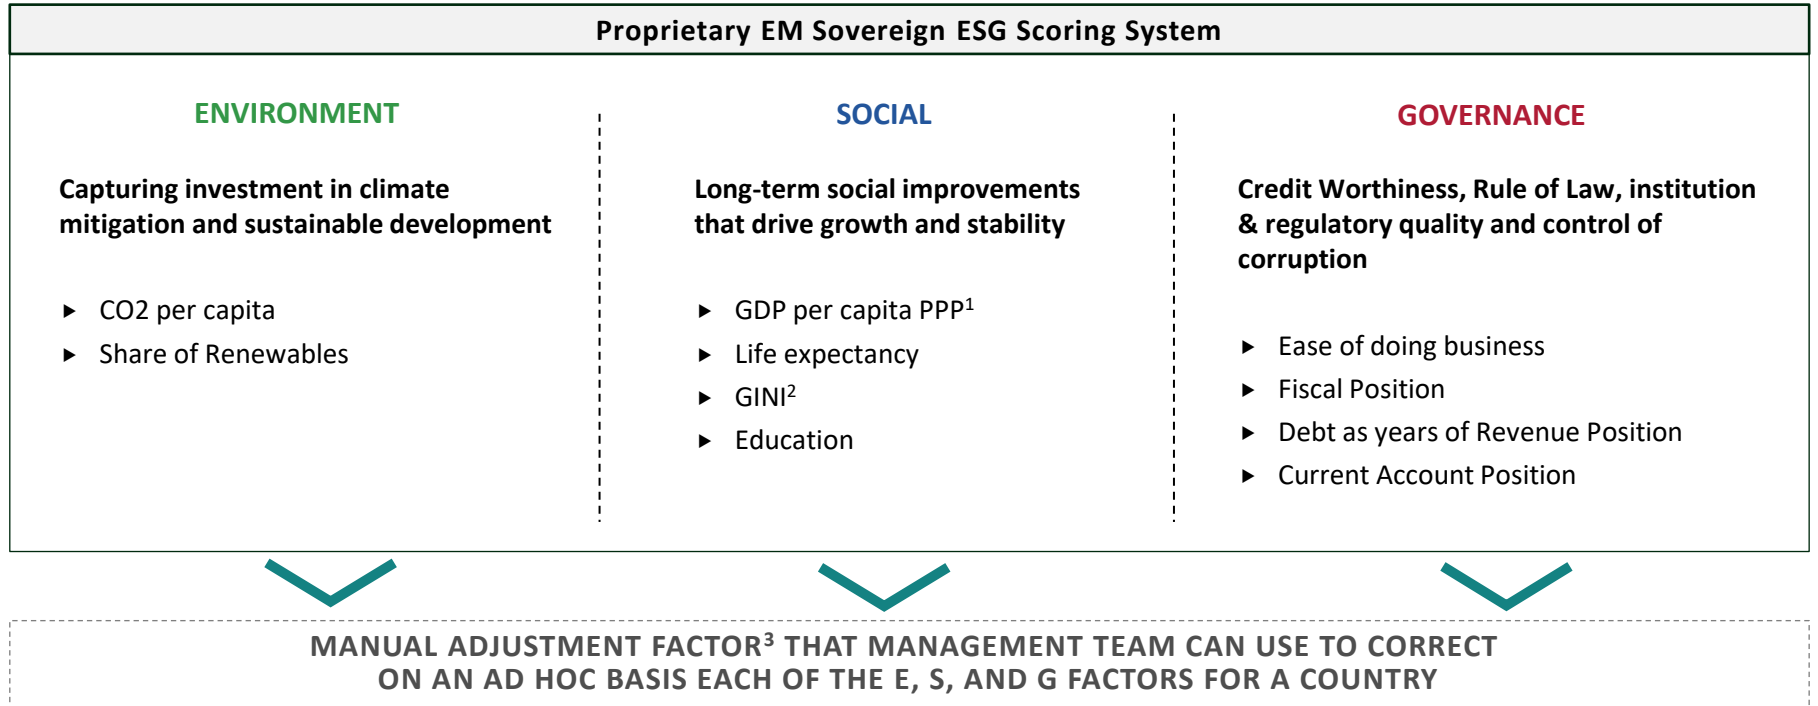 Proprietary EM Sovereign ESG Scoring System
ENVIRONMENT
Capturing investment in climate
mitigation and sustainable development
► CO2 per capita
► Share of Renewables
SOCIAL
Long-term social improvements
that drive growth and stability
► GDP per capita PPP¹
► Life expectancy
► GINI²
► Education
GOVERNANCE
Credit Worthiness, Rule of Law, institution
& regulatory quality and control of
corruption
► Ease of doing business
► Fiscal Position
► Debt as years of Revenue Position
► Current Account Position
MANUAL ADJUSTMENT FACTOR³ THAT MANAGEMENT TEAM CAN USE TO CORRECT
ON AN AD HOC BASIS EACH OF THE E, S, AND G FACTORS FOR A COUNTRY